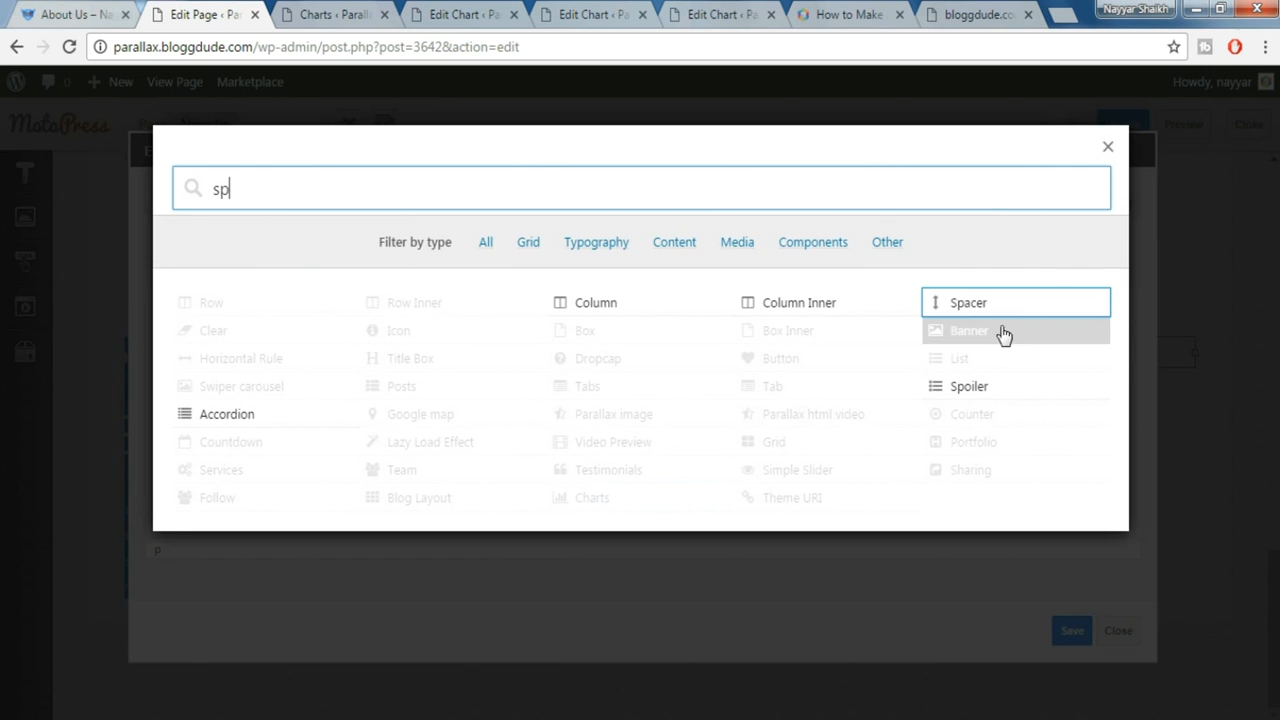 About Us – Na
Edit Page ‹ Par
Charts ‹ Paralla
Edit Chart ‹ Pa
Edit Chart ‹ Pa
Edit Chart ‹ Pa
How to Make
bloggdude.co
Nayyar Shaikh
parallax.bloggdude.com/wp-admin/post.php?post=3642&action=edit
0 New View Page Marketplace Howdy, nayyar
MotoPress Preview Close
sp
Filter by type All Grid Typography Content Media Components Other
Row Row Inner Column Column Inner Spacer
Clear Icon Box Box Inner Banner
Horizontal Rule Title Box Dropcap Button List
Swiper carousel Posts Tabs Tab Spoiler
Accordion Google map Parallax image Parallax html video Counter
Countdown Lazy Load Effect Video Preview Grid Portfolio
Services Team Testimonials Simple Slider Sharing
Follow Blog Layout Charts Theme URI
p
Save Close